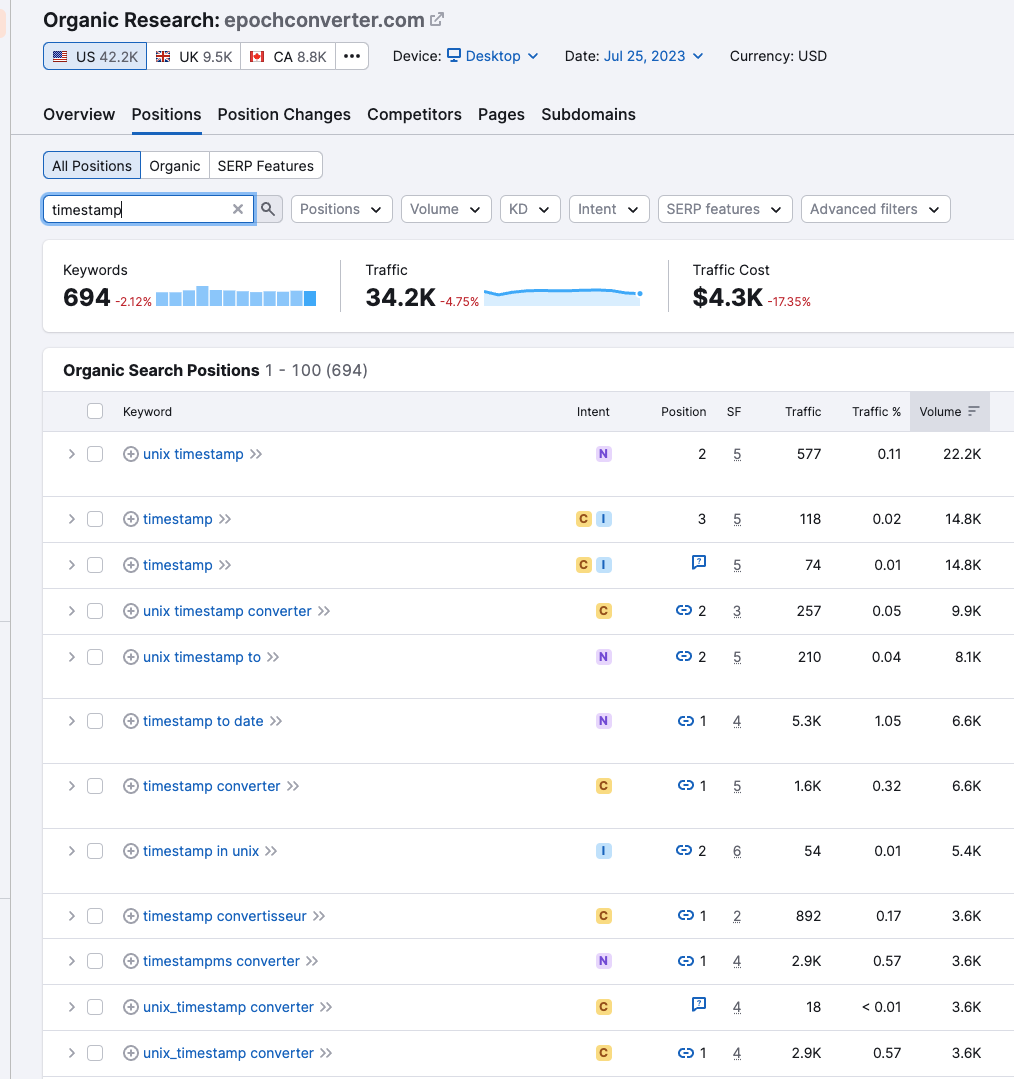 Organic Research: epochconverter.com
US 42.2K UK 9.5K CA 8.8K ••• Device: Desktop Date: Jul 25, 2023 Currency: USD
Overview Positions Position Changes Competitors Pages Subdomains
All Positions Organic SERP Features
timestamp Positions Volume KD Intent SERP features Advanced filters
Keywords Traffic Traffic Cost
694 -2.12% 34.2K -4.75% $4.3K -17.35%
Organic Search Positions 1 - 100 (694)
Keyword Intent Position SF Traffic Traffic % Volume
unix timestamp N 2 5 577 0.11 22.2K
timestamp C I 3 5 118 0.02 14.8K
timestamp C I 5 74 0.01 14.8K
unix timestamp converter C 2 3 257 0.05 9.9K
unix timestamp to N 2 5 210 0.04 8.1K
timestamp to date N 1 4 5.3K 1.05 6.6K
timestamp converter C 1 5 1.6K 0.32 6.6K
timestamp in unix I 2 6 54 0.01 5.4K
timestamp convertisseur C 1 2 892 0.17 3.6K
timestampms converter N 1 4 2.9K 0.57 3.6K
unix_timestamp converter C 4 18 < 0.01 3.6K
unix_timestamp converter C 1 4 2.9K 0.57 3.6K